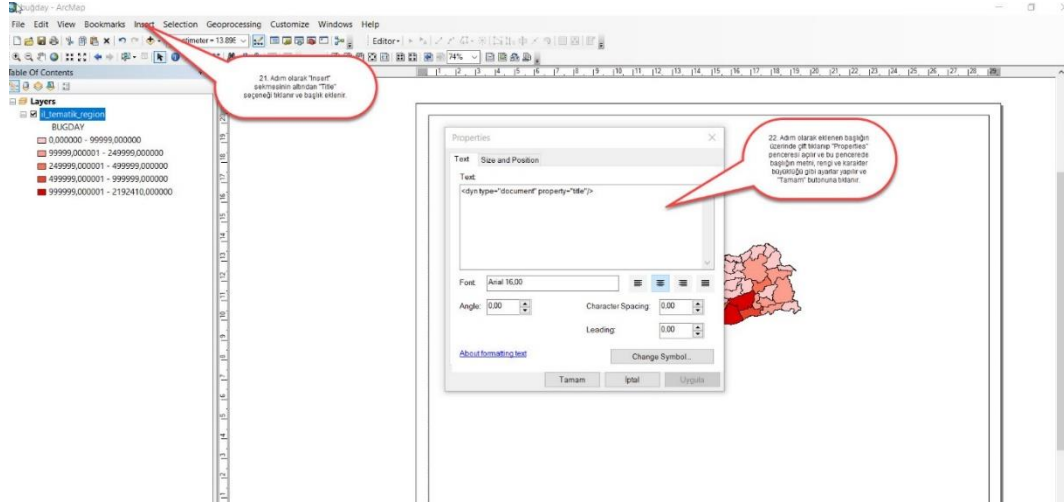 buğday - ArcMap
File Edit View Bookmarks Insert Selection Geoprocessing Customize Windows Help
Editor
74%
Table Of Contents
Layers
il_tematik_region
BUGDAY
0,000000 - 99999,000000
99999,000001 - 249999,000000
249999,000001 - 499999,000000
499999,000001 - 999999,000000
999999,000001 - 2192410,000000
21. Adım olarak "Insert"
sekmesinin altından "Title"
seçeneği tıklanır ve başlık eklenir.
Properties
Text Size and Position
Text:
<dyn type="document" property="title"/>
Font: Arial 16,00
Angle: 0,00
Character Spacing: 0,00
Leading: 0,00
About formatting text
Change Symbol...
Tamam İptal Uygula
22. Adım olarak eklenen başlığın
üzerinde çift tıklanıp "Properties"
penceresi açılır ve bu pencerede
başlığın metni, rengi ve karakter
büyüklüğü gibi ayarlar yapılır ve
"Tamam" butonuna tıklanır.